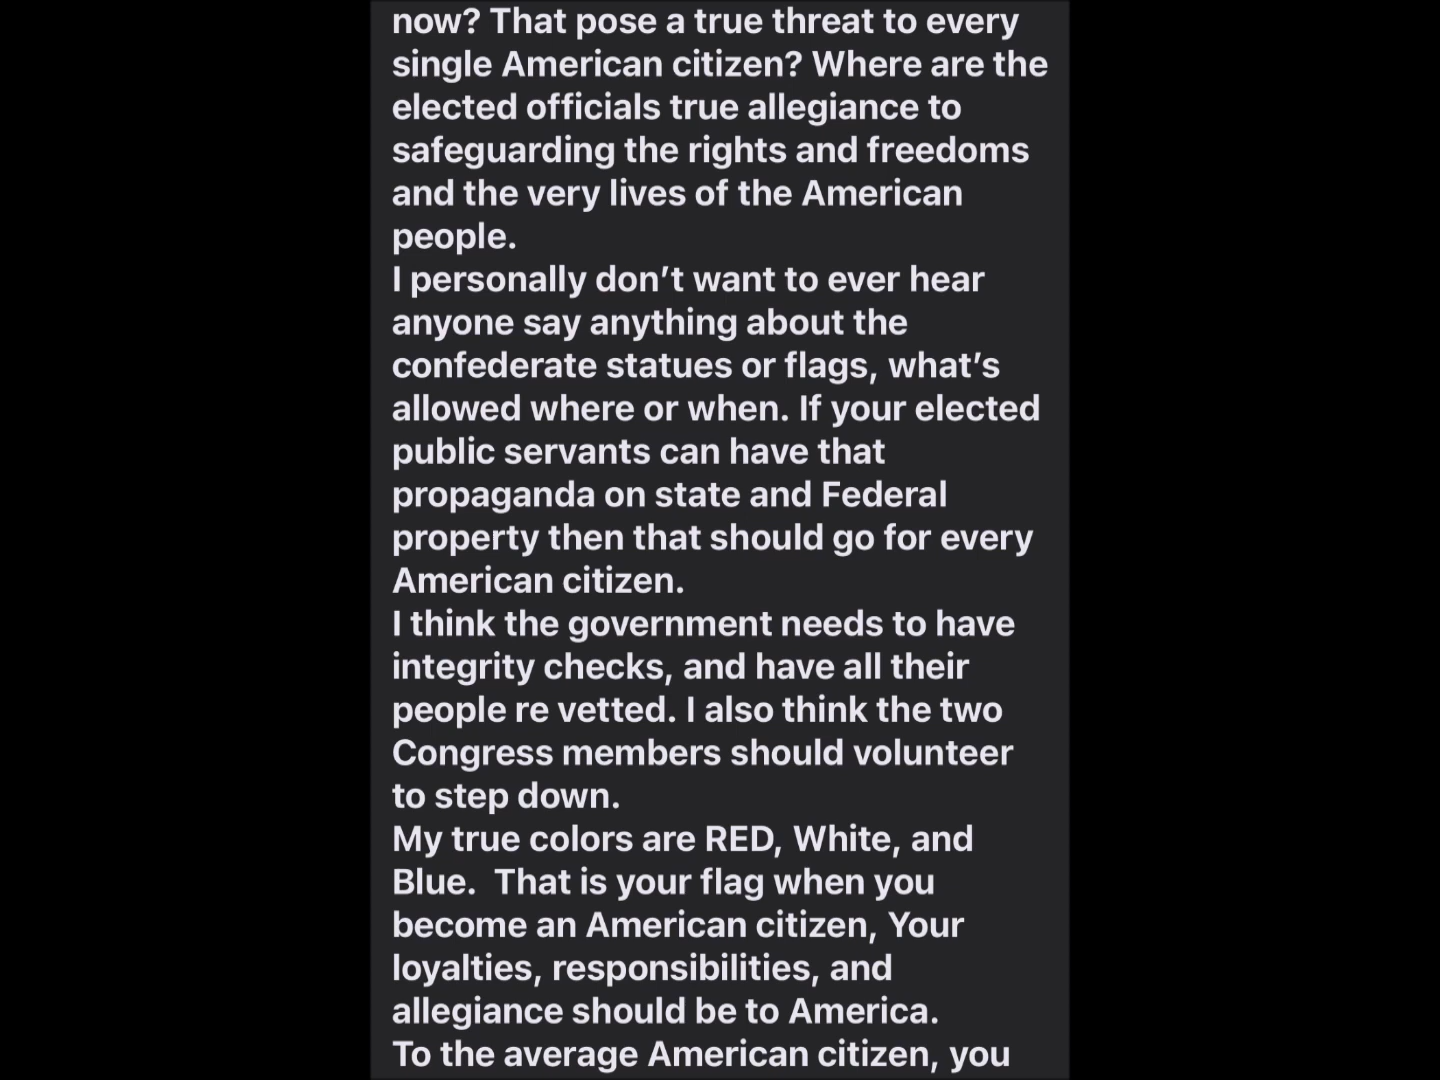 now? That pose a true threat to every
single American citizen? Where are the
elected officials true allegiance to
safeguarding the rights and freedoms
and the very lives of the American
people.
I personally don’t want to ever hear
anyone say anything about the
confederate statues or flags, what’s
allowed where or when. If your elected
public servants can have that
propaganda on state and Federal
property then that should go for every
American citizen.
I think the government needs to have
integrity checks, and have all their
people re vetted. I also think the two
Congress members should volunteer
to step down.
My true colors are RED, White, and
Blue.  That is your flag when you
become an American citizen, Your
loyalties, responsibilities, and
allegiance should be to America.
To the average American citizen, you